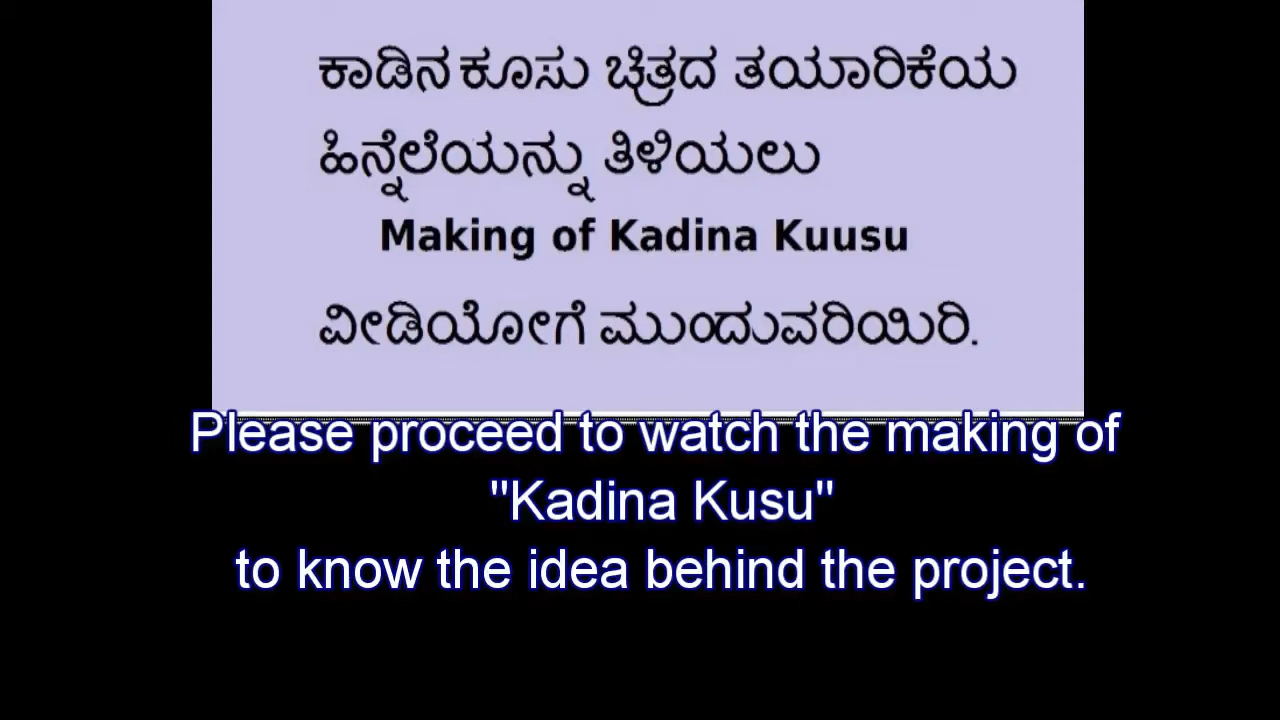 ಕಾಡಿನ ಕೂಸು ಚಿತ್ರದ ತಯಾರಿಕೆಯ
ಹಿನ್ನೆಲೆಯನ್ನು ತಿಳಿಯಲು
Making of Kadina Kuusu
ವೀಡಿಯೋಗೆ ಮುಂದುವರಿಯಿರಿ.
Please proceed to watch the making of
"Kadina Kusu"
to know the idea behind the project.